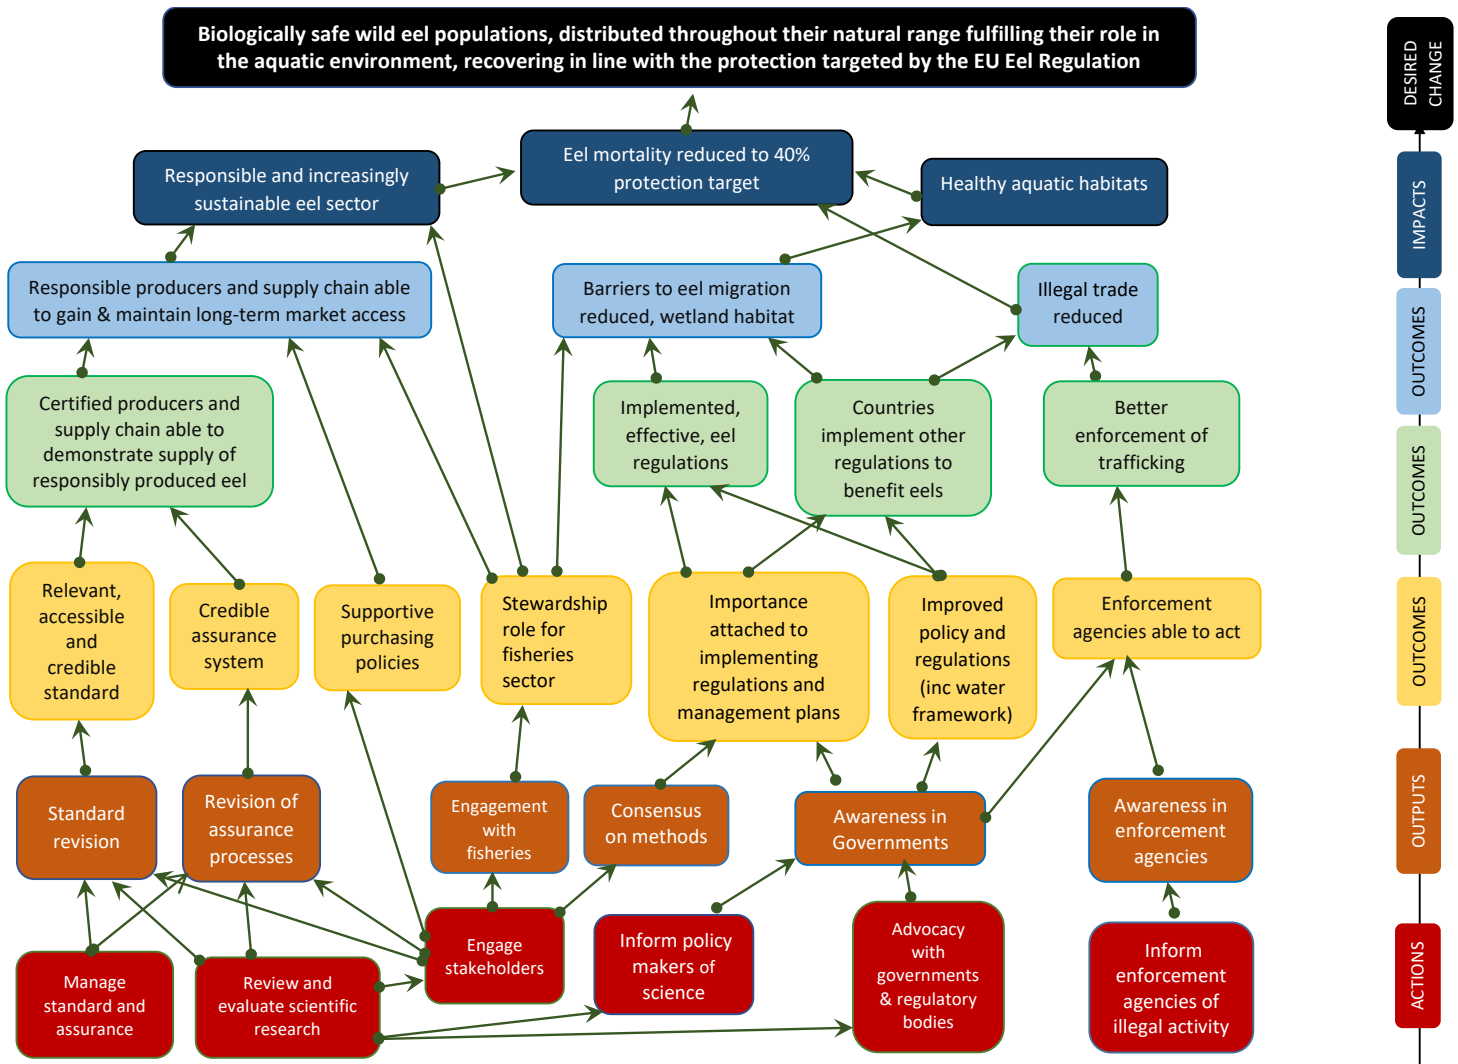 Biologically safe wild eel populations, distributed throughout their natural range fulfilling their role in
the aquatic environment, recovering in line with the protection targeted by the EU Eel Regulation
DESIRED
CHANGE
Responsible and increasingly
sustainable eel sector
Eel mortality reduced to 40%
protection target
Healthy aquatic habitats
IMPACTS
Responsible producers and supply chain able
to gain & maintain long-term market access
Barriers to eel migration
reduced, wetland habitat
Illegal trade
reduced
OUTCOMES
Certified producers and
supply chain able to
demonstrate supply of
responsibly produced eel
Implemented,
effective, eel
regulations
Countries
implement other
regulations to
benefit eels
Better
enforcement of
trafficking
OUTCOMES
Relevant,
accessible
and
credible
standard
Credible
assurance
system
Supportive
purchasing
policies
Stewardship
role for
fisheries
sector
Importance
attached to
implementing
regulations and
management plans
Improved
policy and
regulations
(inc water
framework)
Enforcement
agencies able to act
OUTCOMES
Standard
revision
Revision of
assurance
processes
Engagement
with
fisheries
Consensus
on methods
Awareness in
Governments
Awareness in
enforcement
agencies
OUTPUTS
Manage
standard and
assurance
Review and
evaluate scientific
research
Engage
stakeholders
Inform policy
makers of
science
Advocacy
with
governments
& regulatory
bodies
Inform
enforcement
agencies of
illegal activity
ACTIONS